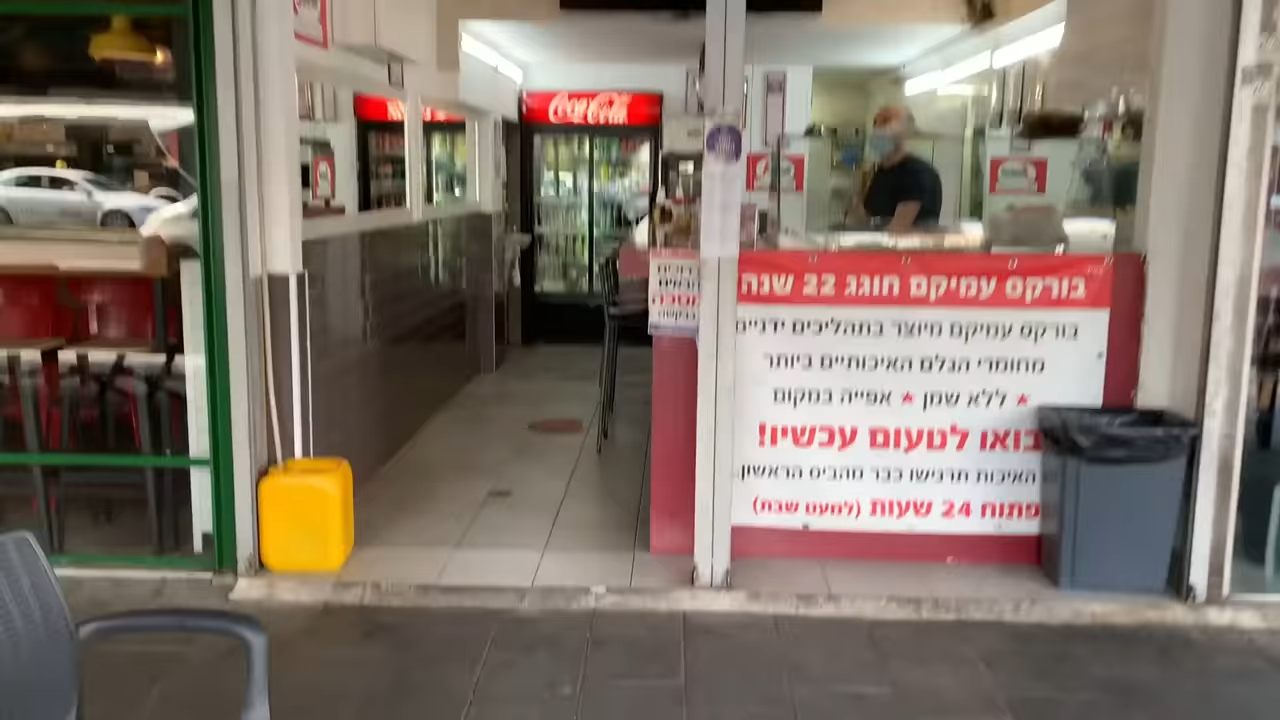 Coca-Cola
בורקס עמיקם חוגג 22 שנה
בורקס עמיקם מיוצר בתהליכים ידניים
מחומרי הגלם האיכותיים ביותר
★ ללא שמן ★ אפייה במקום
בואו לטעום עכשיו!
האיכות תרגישו כבר מהביס הראשון
פתוח 24 שעות (למעט שבת)
מסכה